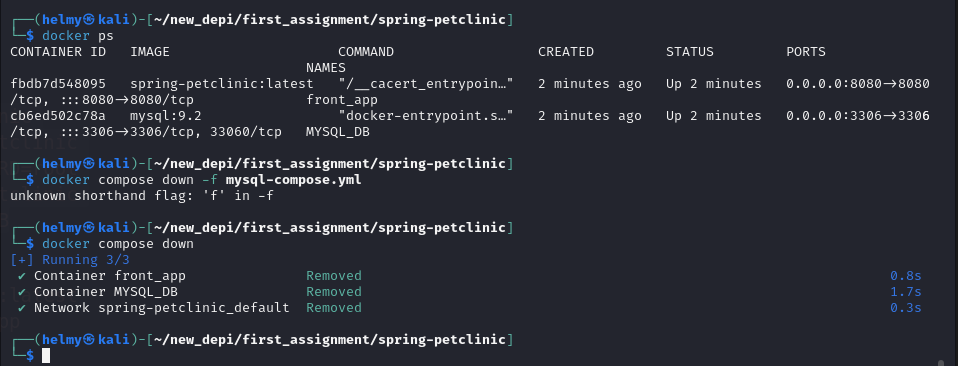 ┌──(helmy㉿kali)-[~/new_depi/first_assignment/spring-petclinic]
└─$ docker ps
CONTAINER ID   IMAGE                     COMMAND                  CREATED         STATUS         PORTS
                                      NAMES
fbdb7d548095   spring-petclinic:latest   "/__cacert_entrypoin…"   2 minutes ago   Up 2 minutes   0.0.0.0:8080→8080
/tcp, :::8080→8080/tcp               front_app
cb6ed502c78a   mysql:9.2                 "docker-entrypoint.s…"   2 minutes ago   Up 2 minutes   0.0.0.0:3306→3306
/tcp, :::3306→3306/tcp, 33060/tcp   MYSQL_DB
┌──(helmy㉿kali)-[~/new_depi/first_assignment/spring-petclinic]
└─$ docker compose down -f mysql-compose.yml
unknown shorthand flag: 'f' in -f
┌──(helmy㉿kali)-[~/new_depi/first_assignment/spring-petclinic]
└─$ docker compose down
[+] Running 3/3
✔ Container front_app             Removed                                                                    0.8s
✔ Container MYSQL_DB              Removed                                                                    1.7s
✔ Network spring-petclinic_default  Removed                                                                  0.3s
┌──(helmy㉿kali)-[~/new_depi/first_assignment/spring-petclinic]
└─$